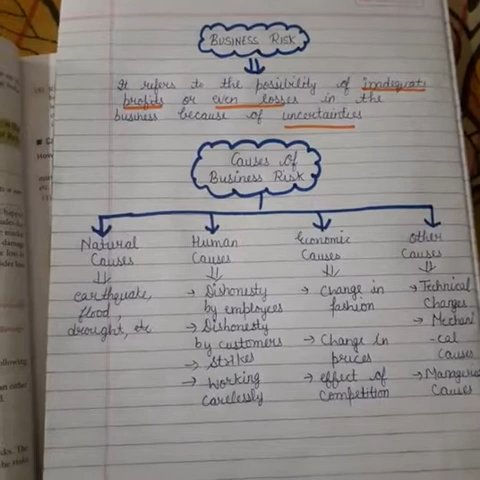 BUSINESS RISK
It refers to the possibility of inadequate
profits or even losses in the
business because of uncertainties
Causes of
Business Risk
Natural
Causes
earthquake,
flood,
drought, etc
Human
Causes
→ Dishonesty
by employees
→ Dishonesty
by customers
→ Strikes
→ Working
carelessly
Economic
Causes
→ Change in
fashion
→ Change in
prices
→ effect of
competition
Other
Causes
→ Technical
Changes
→ Mechani
-cal
causes
→ Manageria
Causes